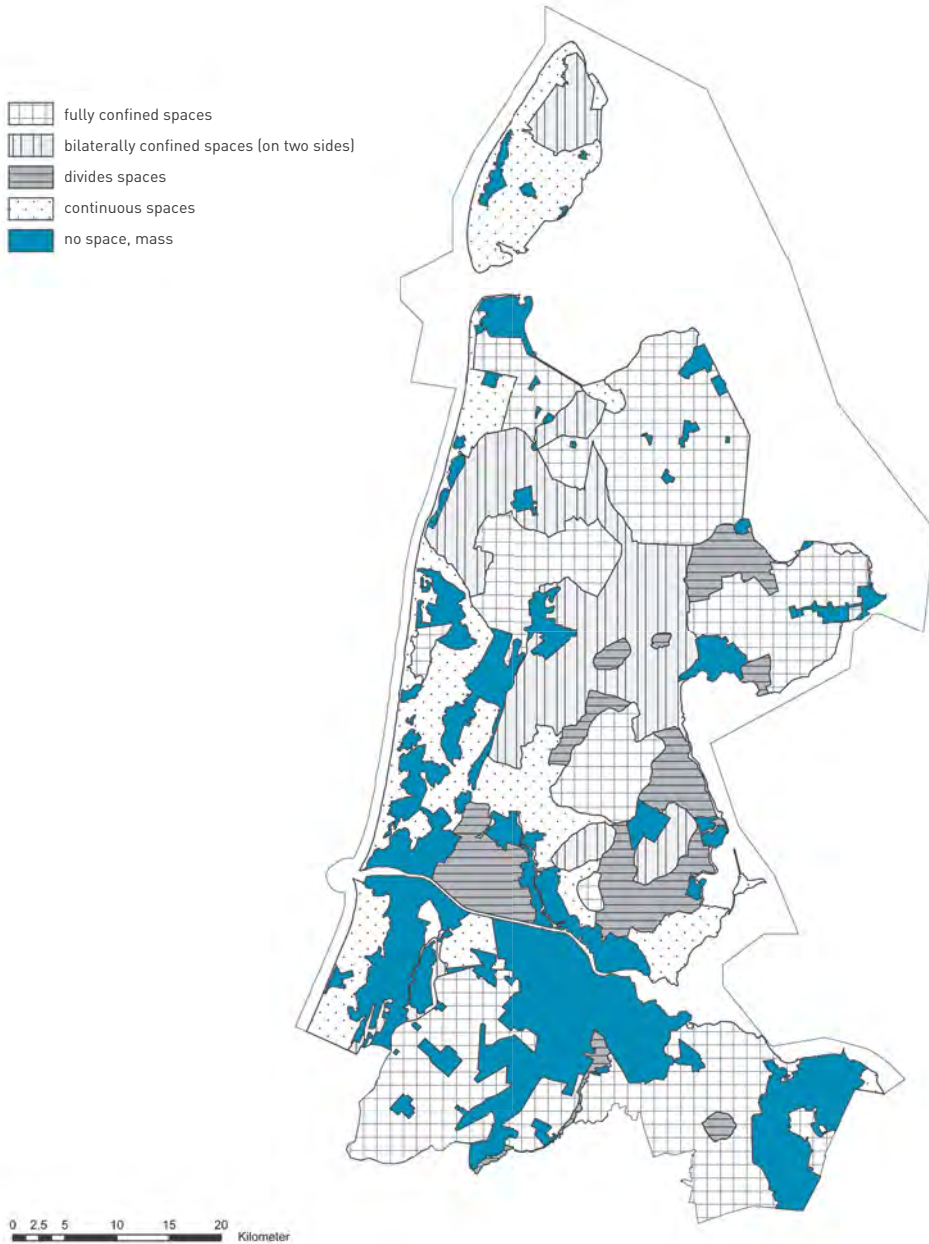 fully confined spaces
bilaterally confined spaces (on two sides)
divides spaces
continuous spaces
no space, mass
0 2.5 5 10 15 20
Kilometer